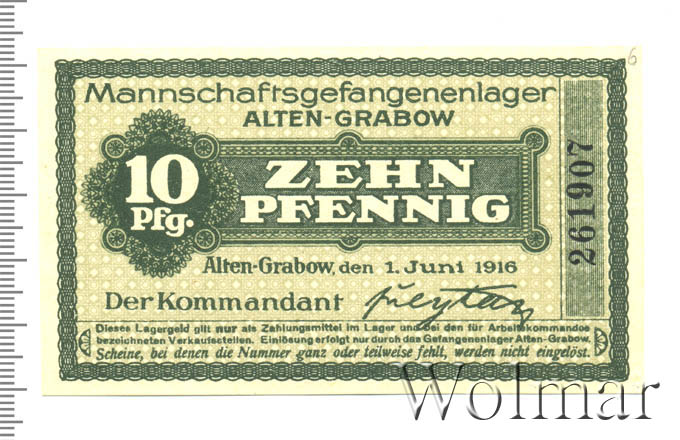 Mannschaftsgefangenenlager
ALTEN-GRABOW
10
Pfg.
ZEHN
PFENNIG
261907
Alten-Grabow, den 1. Juni 1916
Der Kommandant
Dieses Lagergeld gilt nur als Zahlungsmittel im Lager und bei den für Arbeitskommandos
bezeichneten Verkaufsstellen. Einlösung erfolgt nur durch das Gefangenenlager Alten-Grabow.
Scheine, bei denen die Nummer ganz oder teilweise fehlt, werden nicht eingelöst.
6
Wolmar